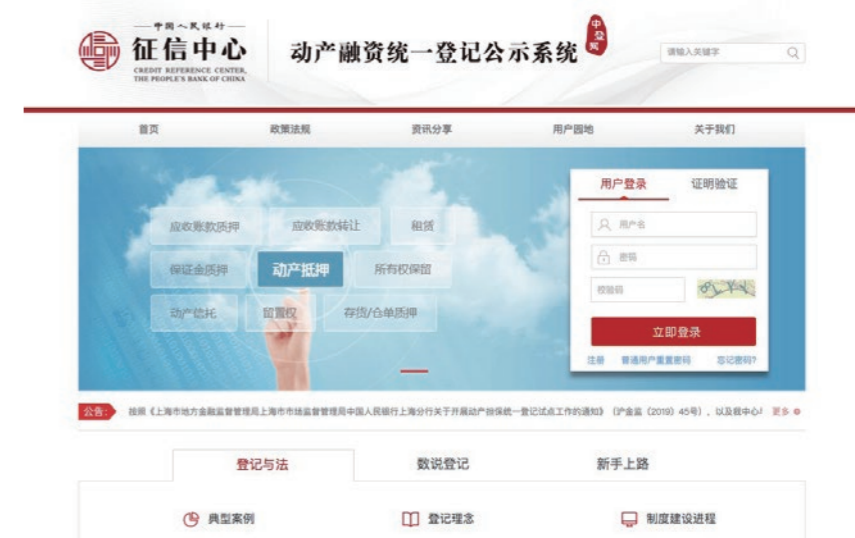 中国人民银行
征信中心
CREDIT REFERENCE CENTER,
THE PEOPLE'S BANK OF CHINA
动产融资统一登记公示系统
中登网
请输入关键字
首页 政策法规 资讯分享 用户园地 关于我们
用户登录 证明验证
应收账款质押 应收账款转让 租赁
用户名
保证金质押 动产抵押 所有权保留
密码
校验码
动产信托 留置权 存货/仓单质押
立即登录
注册 普通用户重置密码 忘记密码?
公告: 按照《上海市地方金融监督管理局上海市市场监督管理局中国人民银行上海分行关于开展动产担保统一登记试点工作的通知》(沪金监〔2019〕45号),以及我中心 更多
登记与法 数说登记 新手上路
典型案例 登记理念 制度建设进程